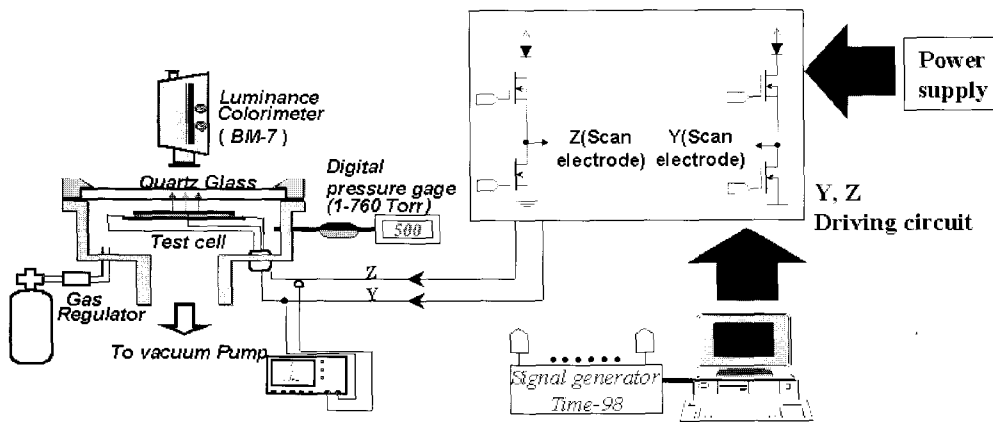 Luminance
Colorimeter
( BM-7 )
Quartz Glass
Test cell
Digital
pressure gage
(1-760 Torr)
500
Gas
Regulator
To vacuum Pump
Z
Y
Z(Scan
electrode)
Y(Scan
electrode)
Power
supply
Y, Z
Driving circuit
Signal generator
Time-98